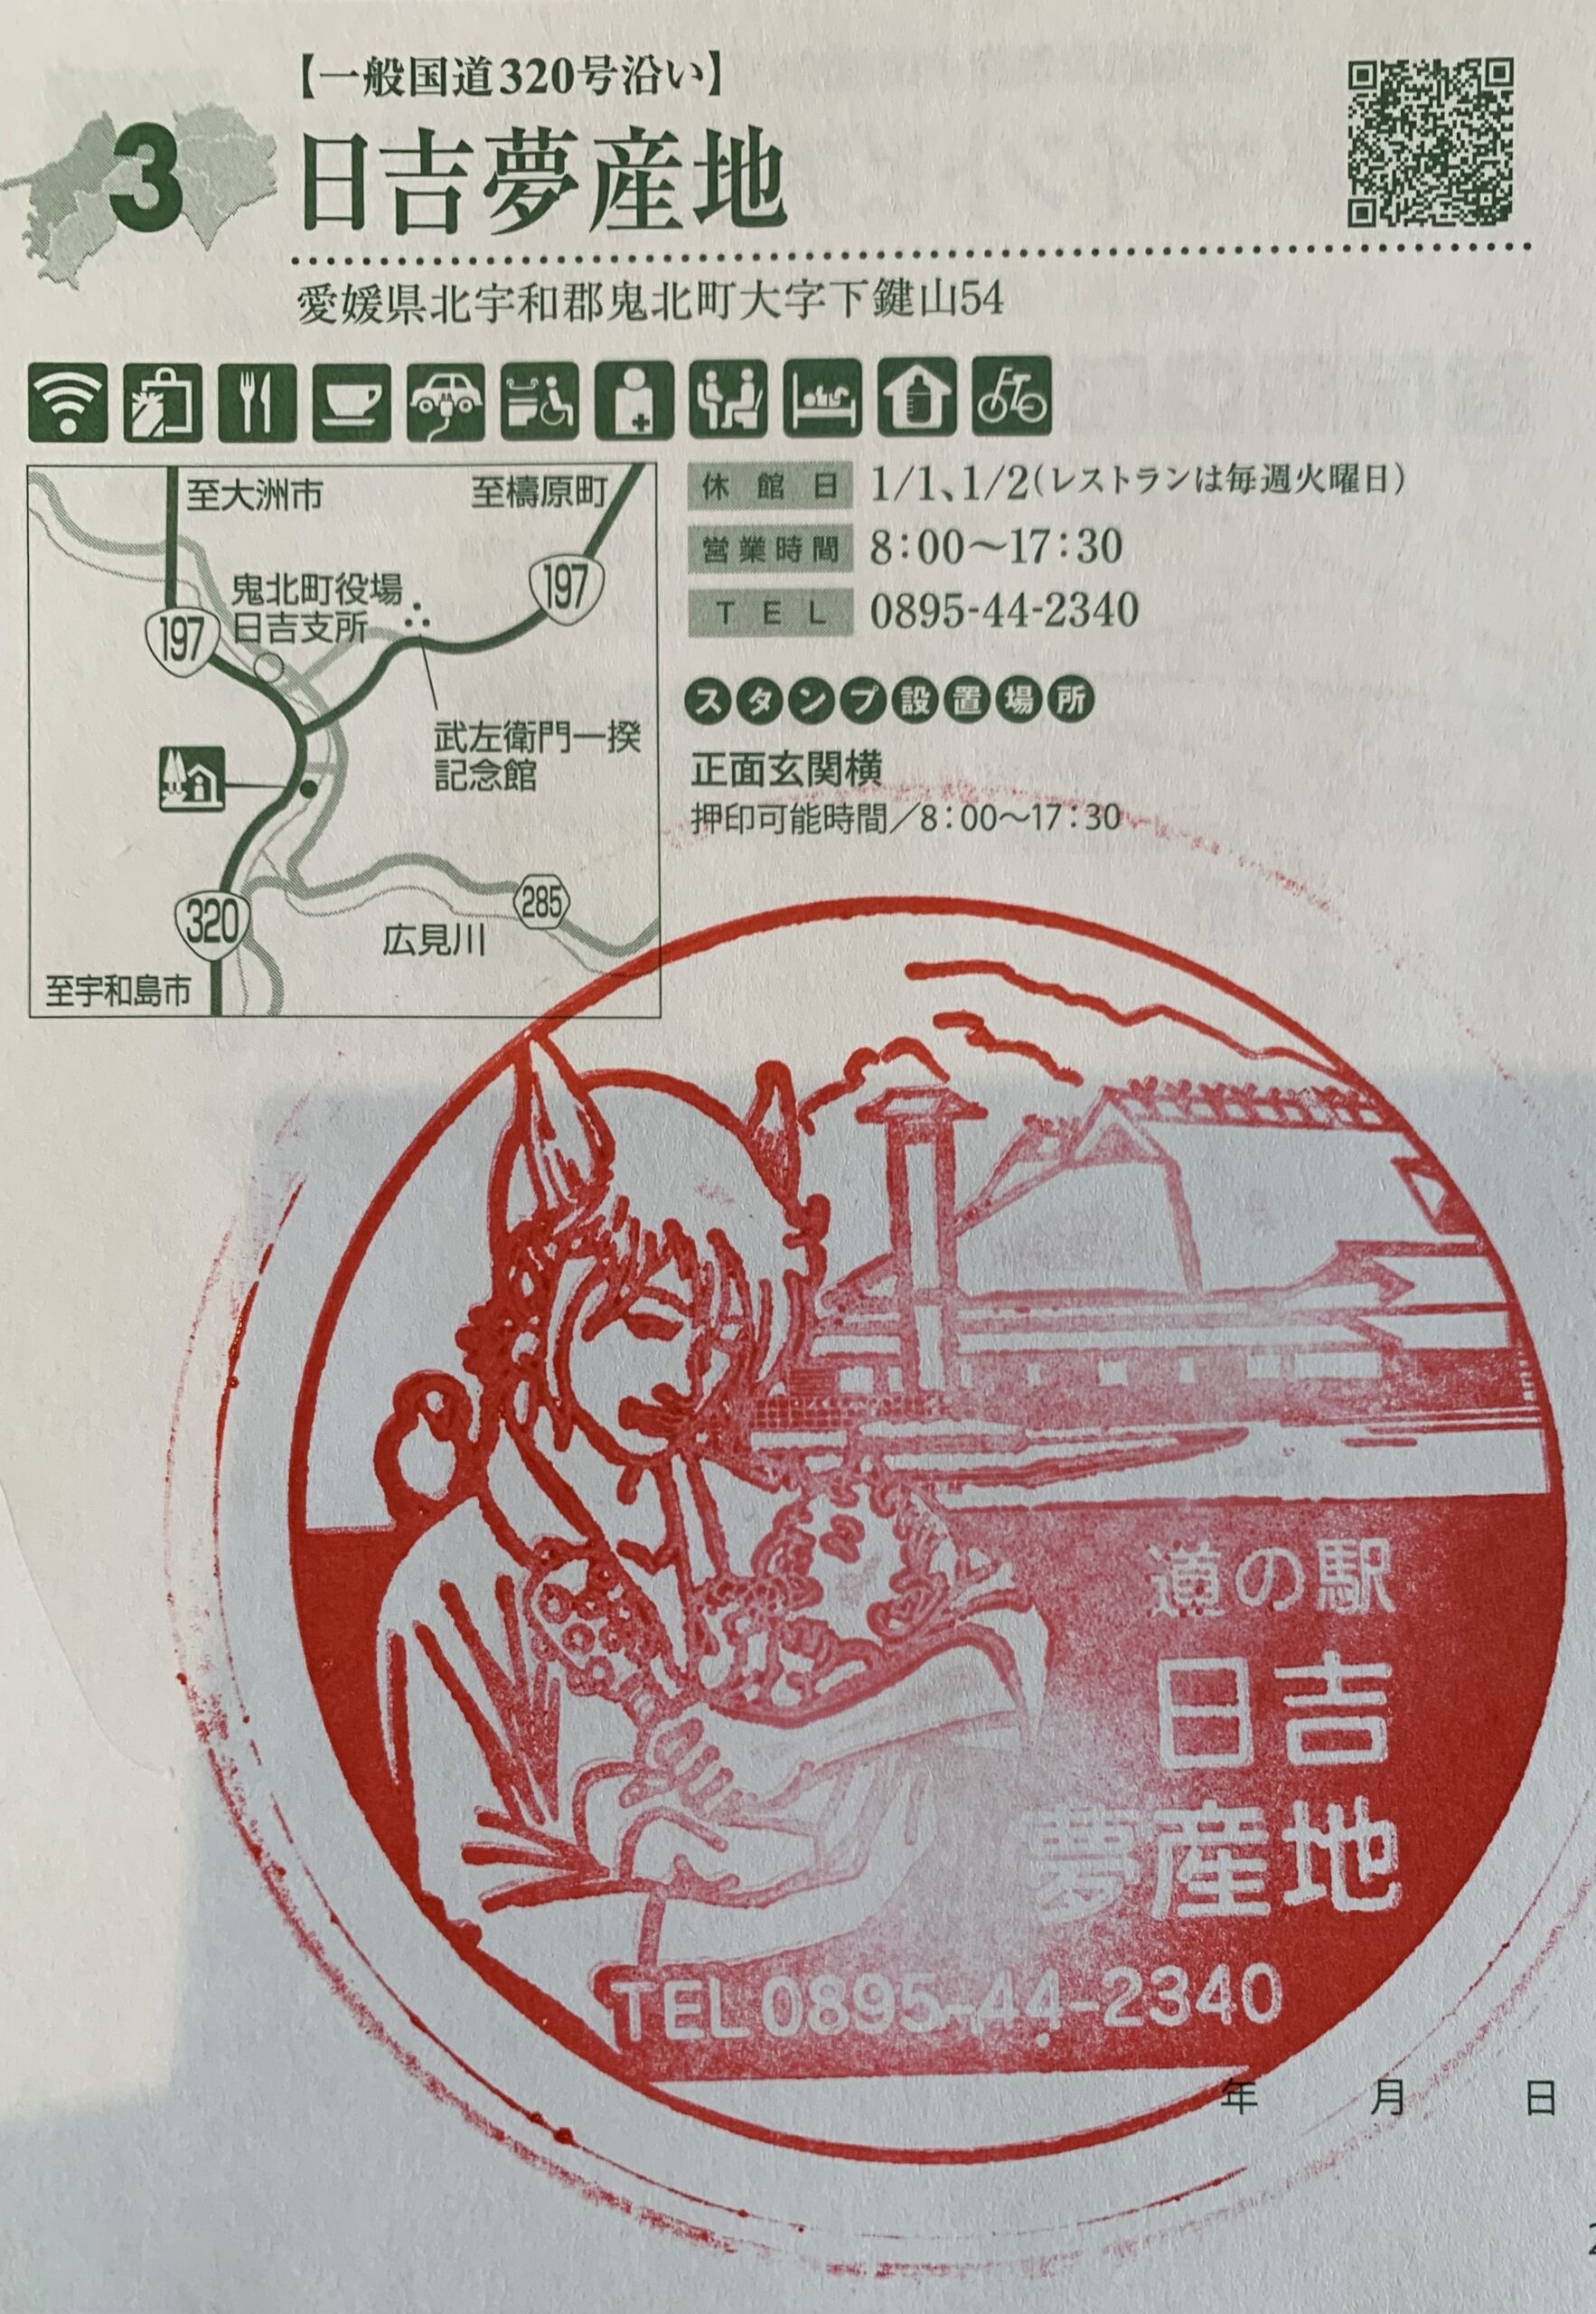 【一般国道320号沿い】
3
日吉夢産地
愛媛県北宇和郡鬼北町大字下鍵山54
至大洲市
至檮原町
197
鬼北町役場
日吉支所
197
武左衛門一揆
記念館
320
285
広見川
至宇和島市
休館日 1/1、1/2(レストランは毎週火曜日)
営業時間 8:00〜17:30
TEL 0895-44-2340
スタンプ設置場所
正面玄関横
押印可能時間／8:00〜17:30
道の駅
日吉
夢産地
TEL 0895-44-2340
年 月 日